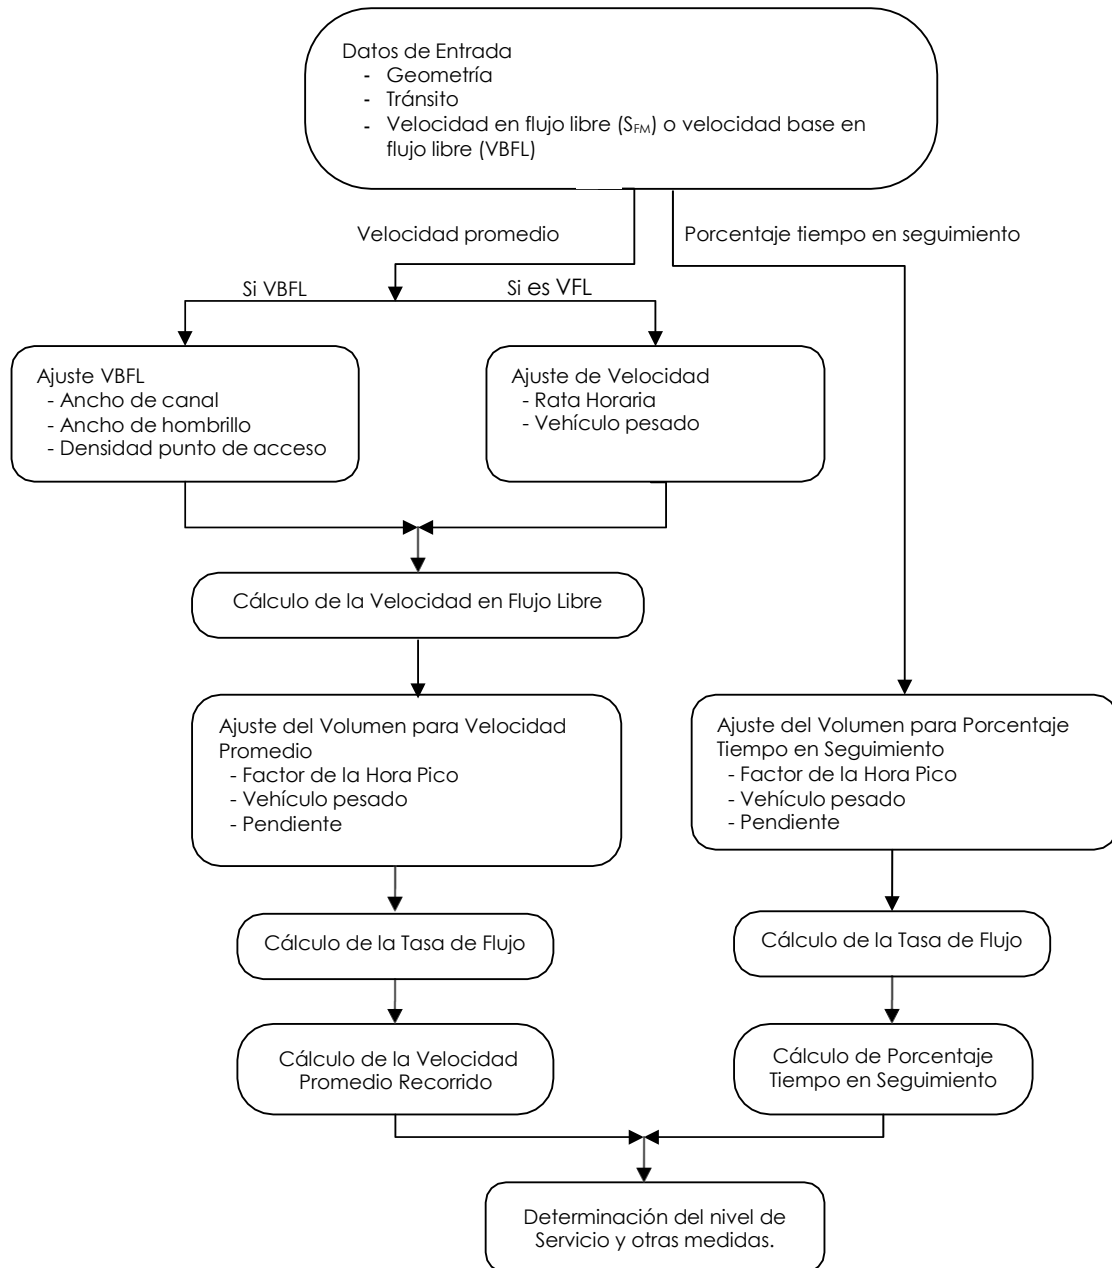 Datos de Entrada
- Geometría
- Tránsito
- Velocidad en flujo libre (SFM) o velocidad base en
flujo libre (VBFL)
Velocidad promedio
Porcentaje tiempo en seguimiento
Si VBFL
Si es VFL
Ajuste VBFL
- Ancho de canal
- Ancho de hombrillo
- Densidad punto de acceso
Ajuste de Velocidad
- Rata Horaria
- Vehículo pesado
Cálculo de la Velocidad en Flujo Libre
Ajuste del Volumen para Velocidad
Promedio
- Factor de la Hora Pico
- Vehículo pesado
- Pendiente
Ajuste del Volumen para Porcentaje
Tiempo en Seguimiento
- Factor de la Hora Pico
- Vehículo pesado
- Pendiente
Cálculo de la Tasa de Flujo
Cálculo de la Tasa de Flujo
Cálculo de la Velocidad
Promedio Recorrido
Cálculo de Porcentaje
Tiempo en Seguimiento
Determinación del nivel de
Servicio y otras medidas.